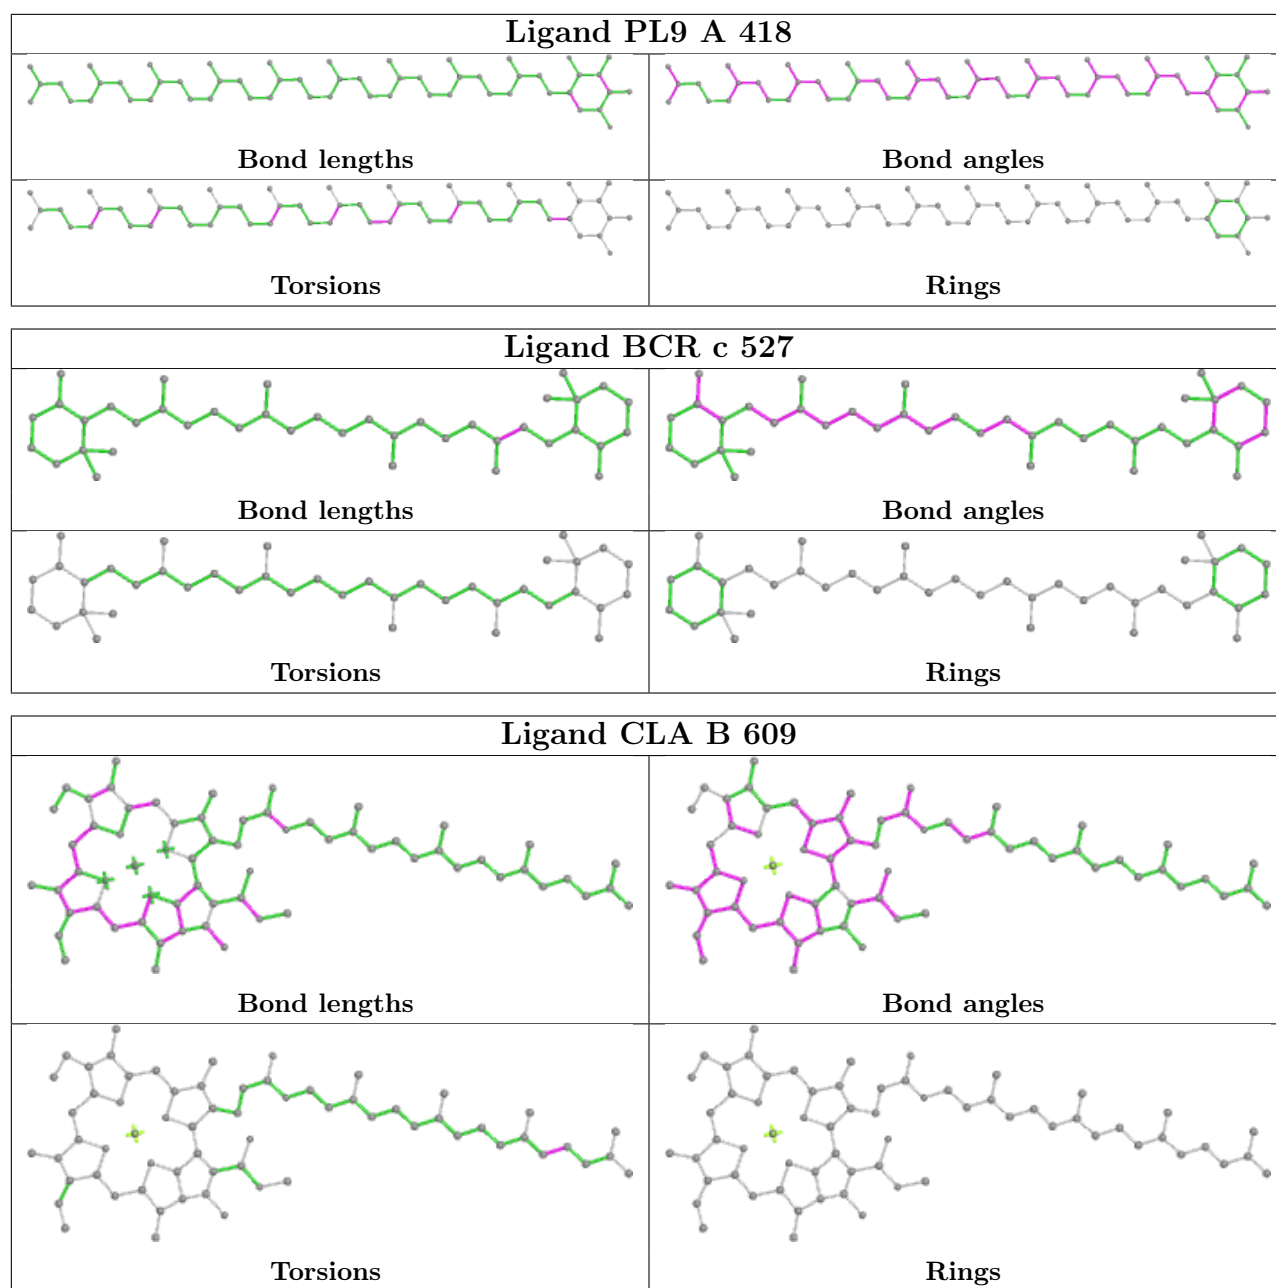 Ligand PL9 A 418
Bond lengths
Bond angles
Torsions
Rings
Ligand BCR c 527
Bond lengths
Bond angles
Torsions
Rings
Ligand CLA B 609
Bond lengths
Bond angles
Torsions
Rings